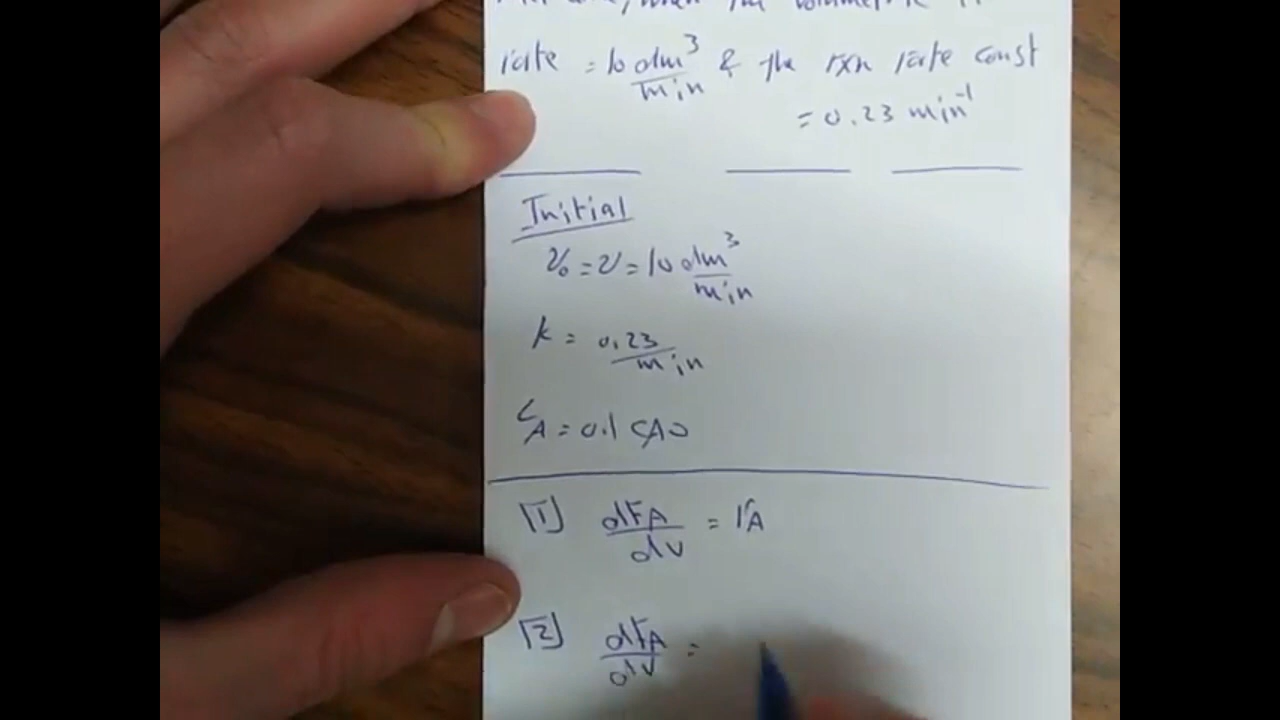 rate = 10 dm³/min & the rxn rate const
= 0.23 min⁻¹
Initial
V₀ = V = 10 dm³/min
k = 0.23/min
CA = 0.1 CA0
[1] dFA/dV = rA
[2] dFA/dV =